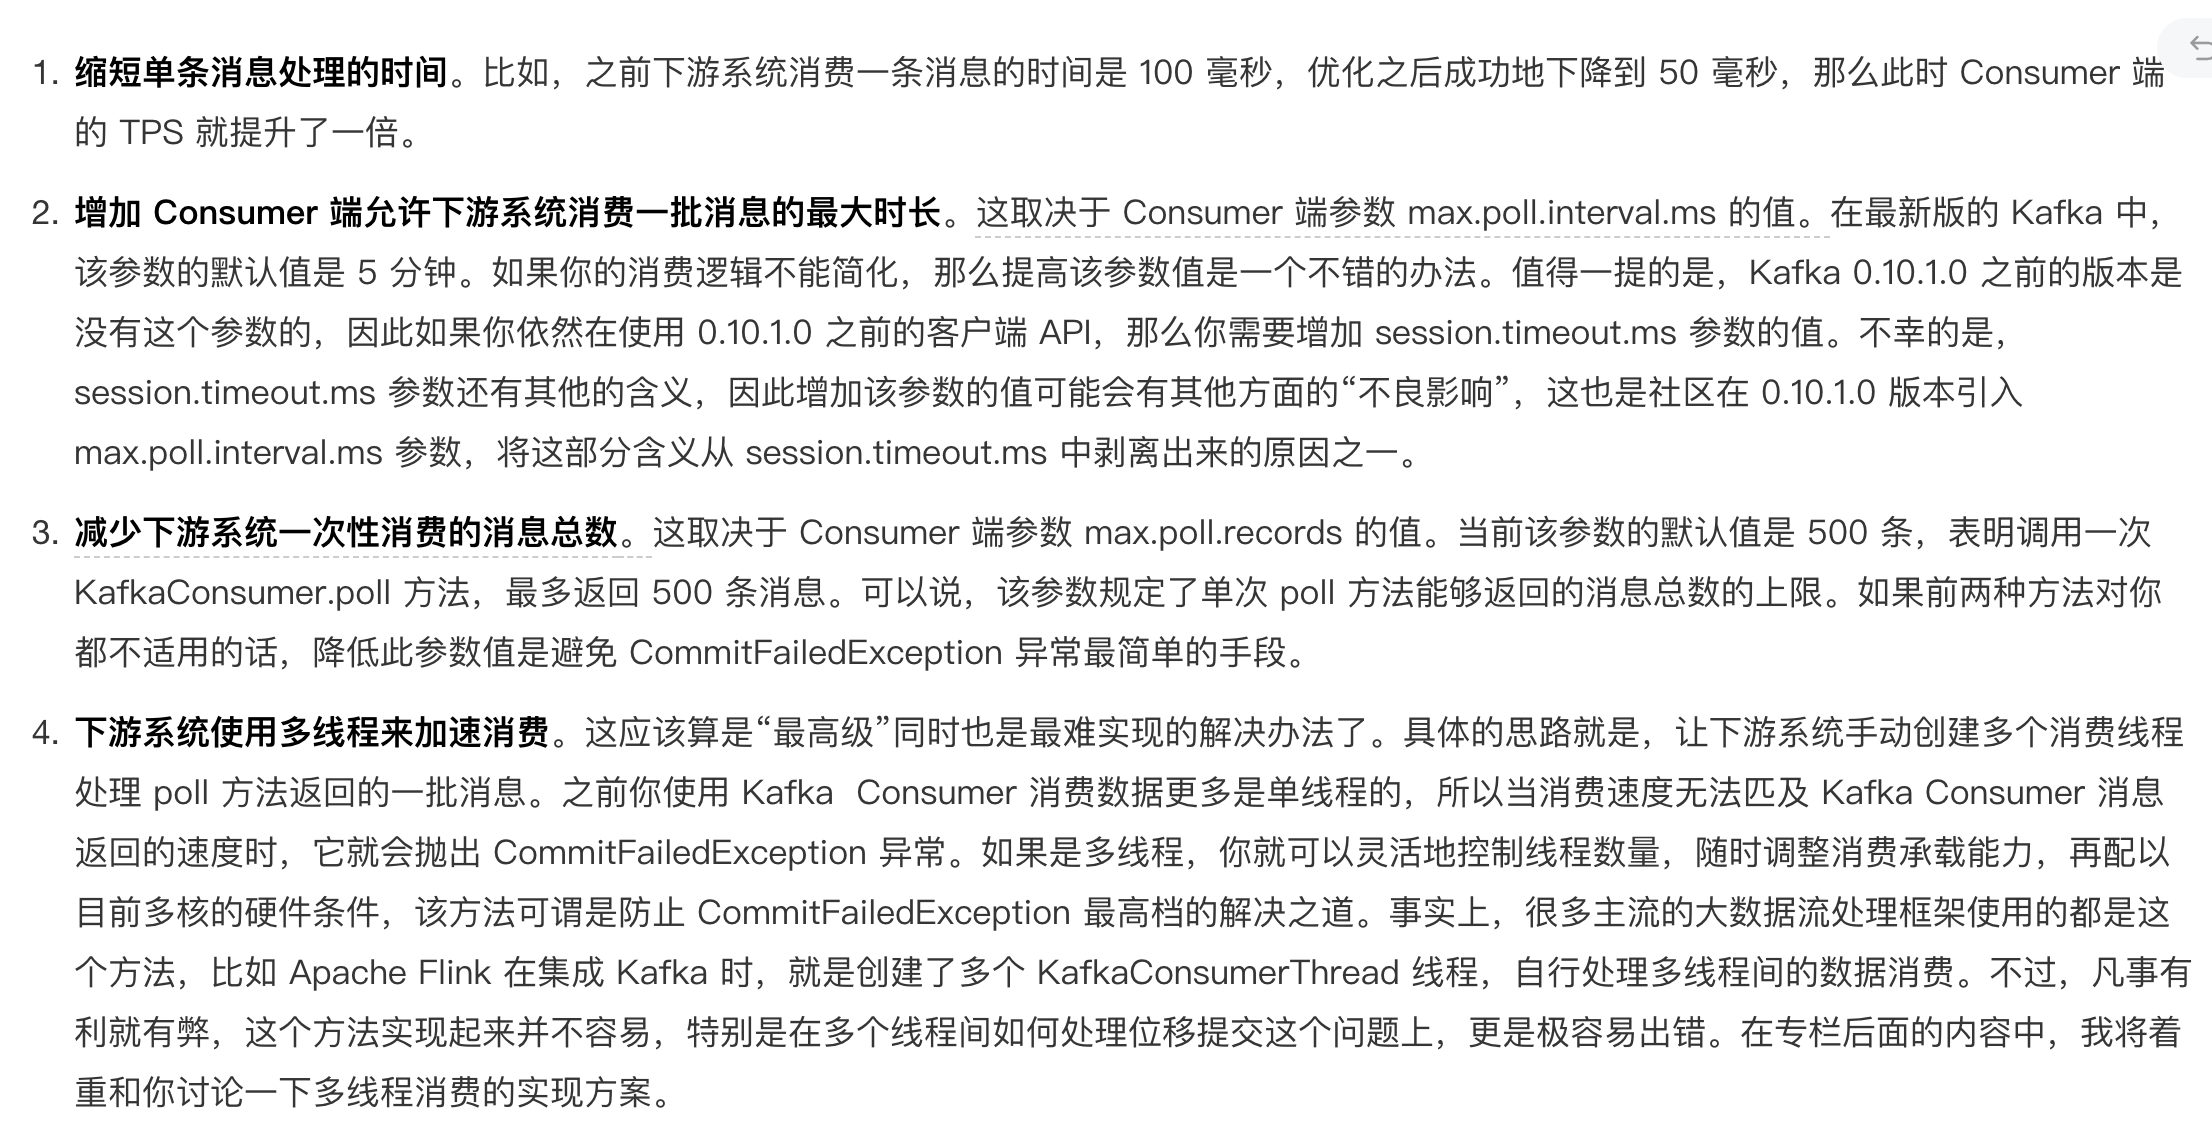 1. 缩短单条消息处理的时间。比如，之前下游系统消费一条消息的时间是 100 毫秒，优化之后成功地下降到 50 毫秒，那么此时 Consumer 端
的 TPS 就提升了一倍。
2. 增加 Consumer 端允许下游系统消费一批消息的最大时长。这取决于 Consumer 端参数 max.poll.interval.ms 的值。在最新版的 Kafka 中，
该参数的默认值是 5 分钟。如果你的消费逻辑不能简化，那么提高该参数值是一个不错的办法。值得一提的是，Kafka 0.10.1.0 之前的版本是
没有这个参数的，因此如果你依然在使用 0.10.1.0 之前的客户端 API，那么你需要增加 session.timeout.ms 参数的值。不幸的是，
session.timeout.ms 参数还有其他的含义，因此增加该参数的值可能会有其他方面的“不良影响”，这也是社区在 0.10.1.0 版本引入
max.poll.interval.ms 参数，将这部分含义从 session.timeout.ms 中剥离出来的原因之一。
3. 减少下游系统一次性消费的消息总数。这取决于 Consumer 端参数 max.poll.records 的值。当前该参数的默认值是 500 条，表明调用一次
KafkaConsumer.poll 方法，最多返回 500 条消息。可以说，该参数规定了单次 poll 方法能够返回的消息总数的上限。如果前两种方法对你
都不适用的话，降低此参数值是避免 CommitFailedException 异常最简单的手段。
4. 下游系统使用多线程来加速消费。这应该算是“最高级”同时也是最难实现的解决办法了。具体的思路就是，让下游系统手动创建多个消费线程
处理 poll 方法返回的一批消息。之前你使用 Kafka  Consumer 消费数据更多是单线程的，所以当消费速度无法匹及 Kafka Consumer 消息
返回的速度时，它就会抛出 CommitFailedException 异常。如果是多线程，你就可以灵活地控制线程数量，随时调整消费承载能力，再配以
目前多核的硬件条件，该方法可谓是防止 CommitFailedException 最高档的解决之道。事实上，很多主流的大数据流处理框架使用的都是这
个方法，比如 Apache Flink 在集成 Kafka 时，就是创建了多个 KafkaConsumerThread 线程，自行处理多线程间的数据消费。不过，凡事有
利就有弊，这个方法实现起来并不容易，特别是在多个线程间如何处理位移提交这个问题上，更是极容易出错。在专栏后面的内容中，我将着
重和你讨论一下多线程消费的实现方案。